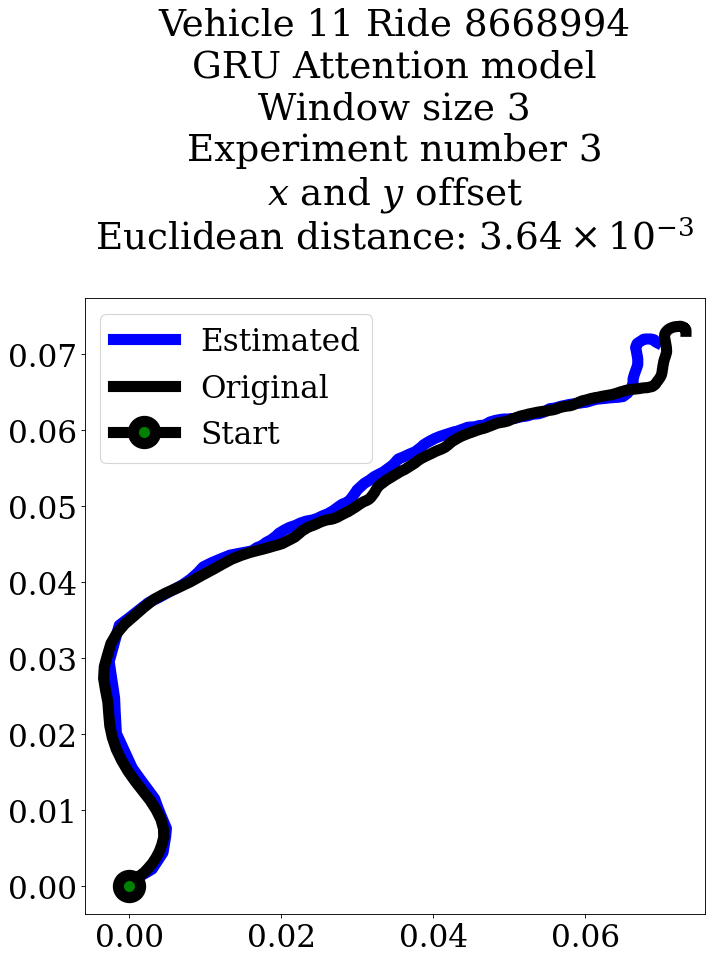 Vehicle 11 Ride 8668994
GRU Attention model
Window size 3
Experiment number 3
x and y offset
Euclidean distance: 3.64 × 10⁻³
Estimated
Original
Start
0.07
0.06
0.05
0.04
0.03
0.02
0.01
0.00
0.00 0.02 0.04 0.06